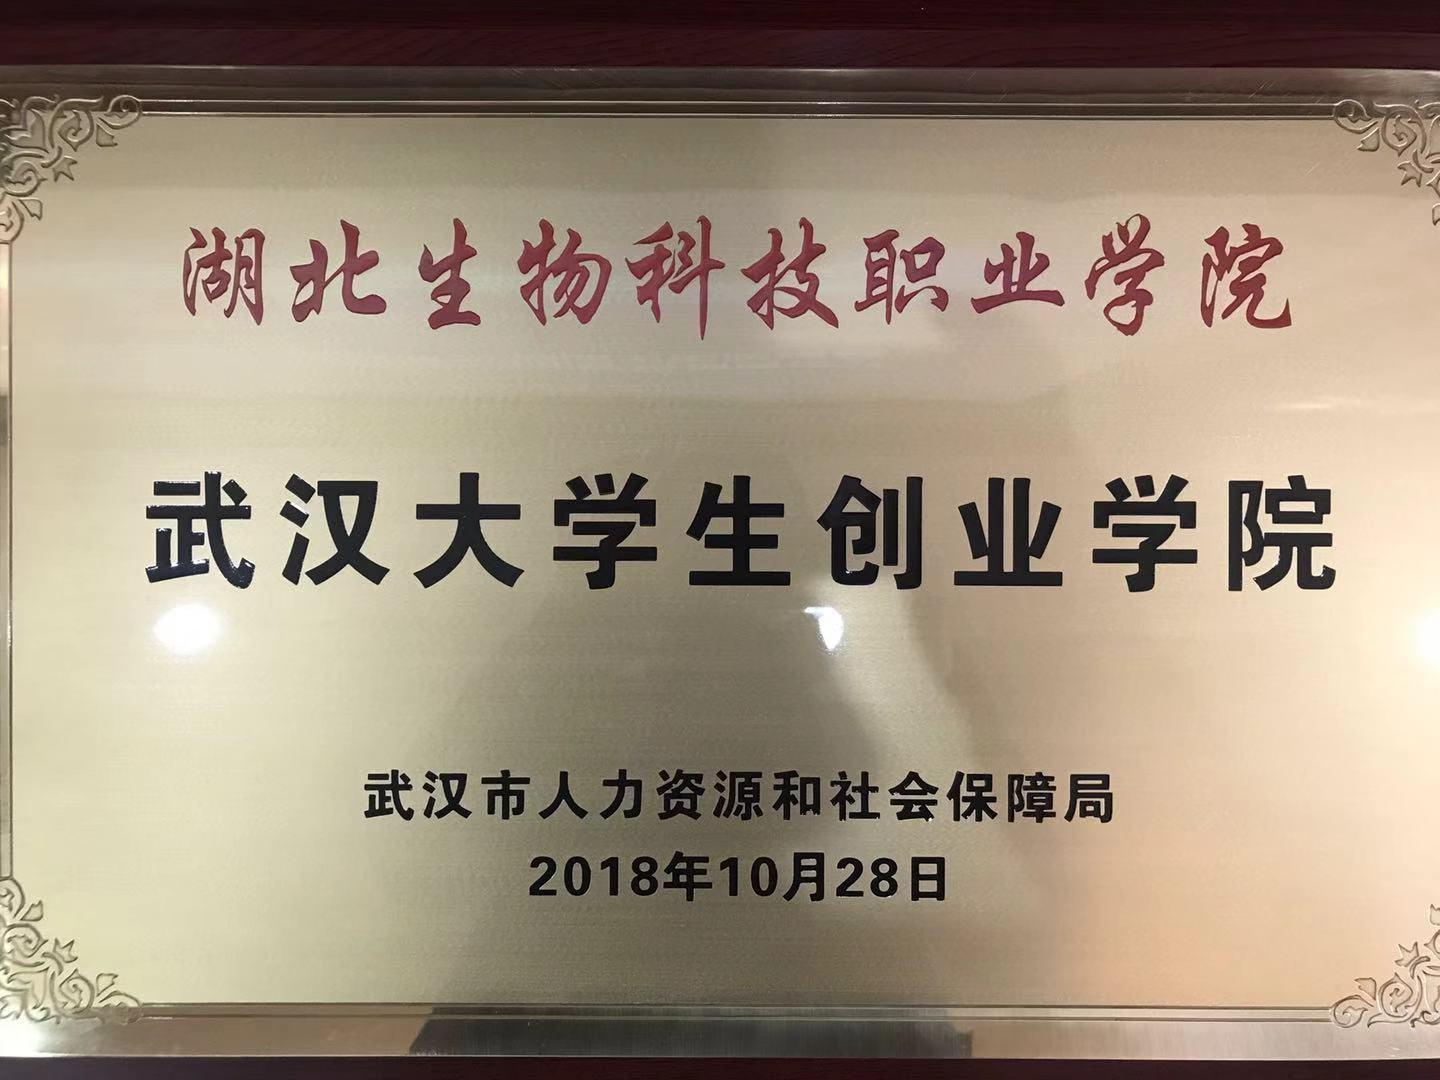 湖北生物科技职业学院
武汉大学生创业学院
武汉市人力资源和社会保障局
2018年10月28日